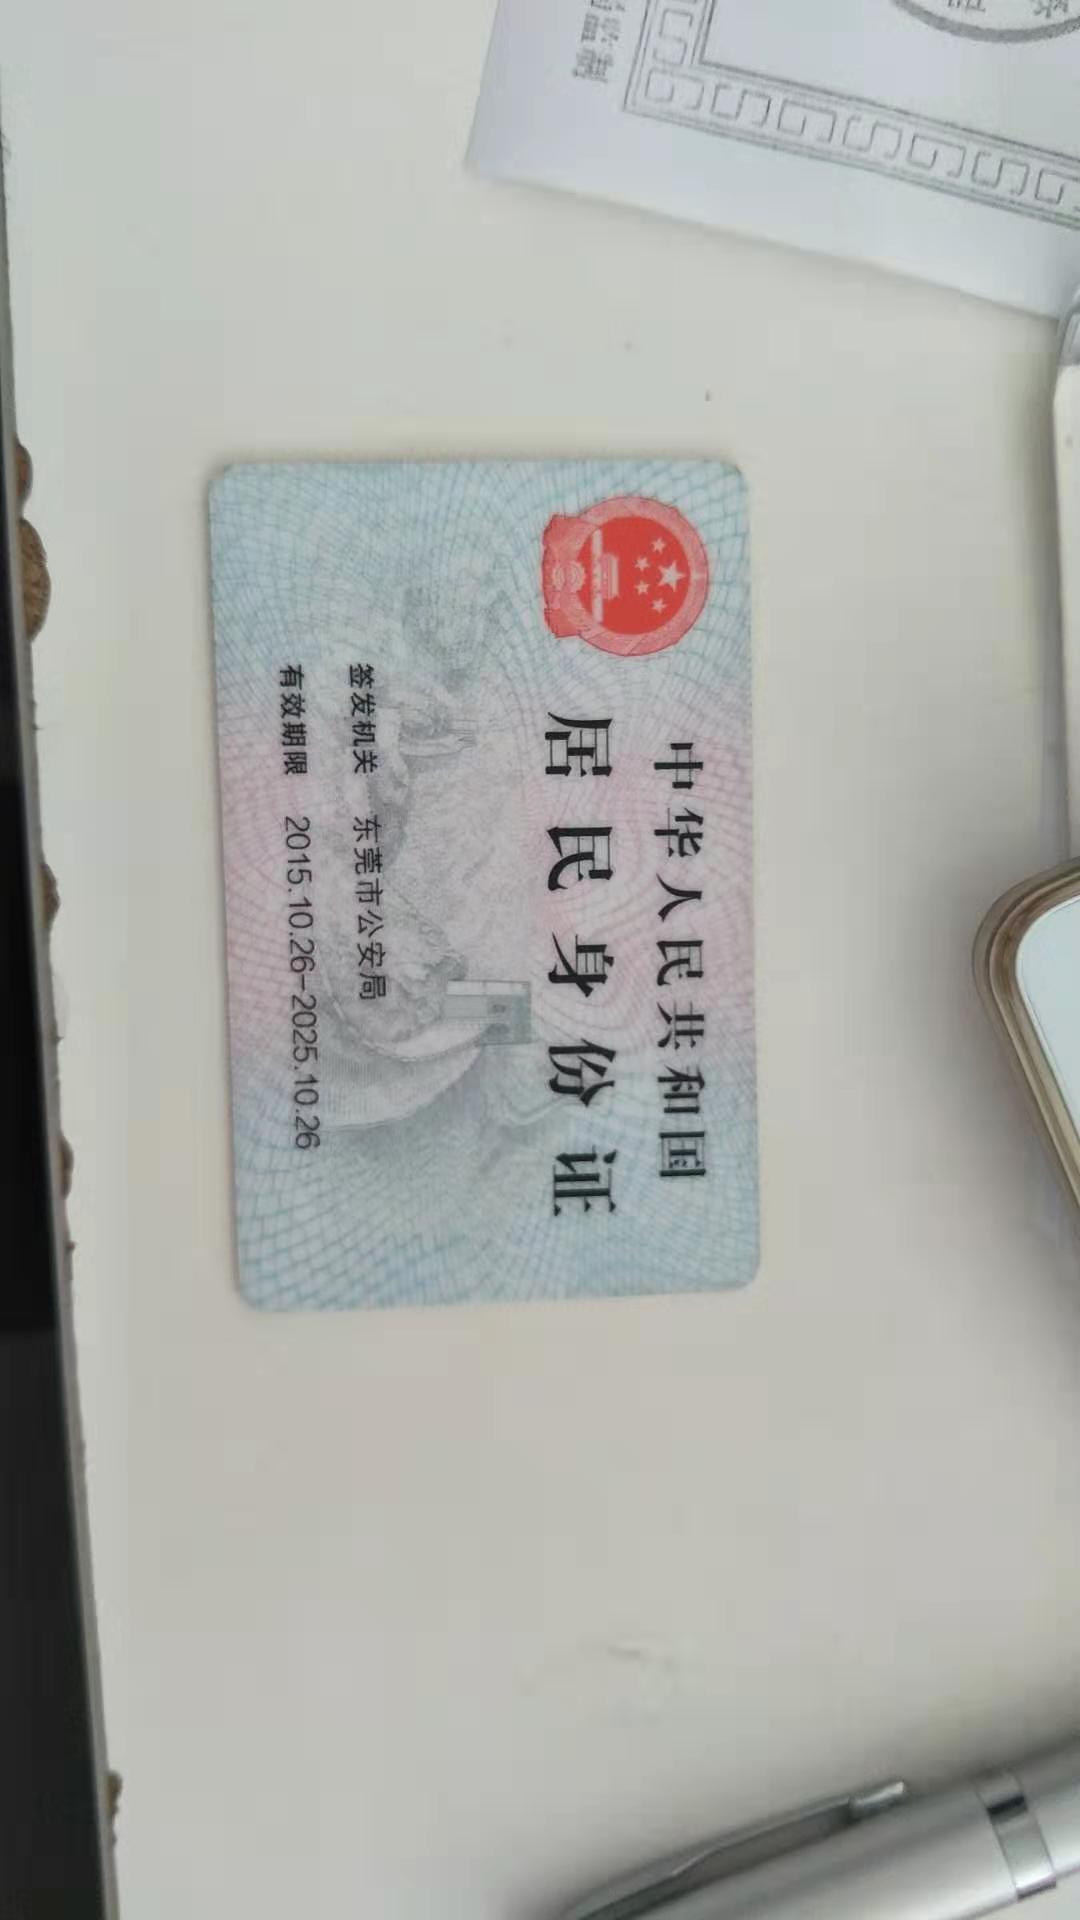 中华人民共和国
居民身份证
签发机关 东莞市公安局
有效期限 2015.10.26-2025.10.26